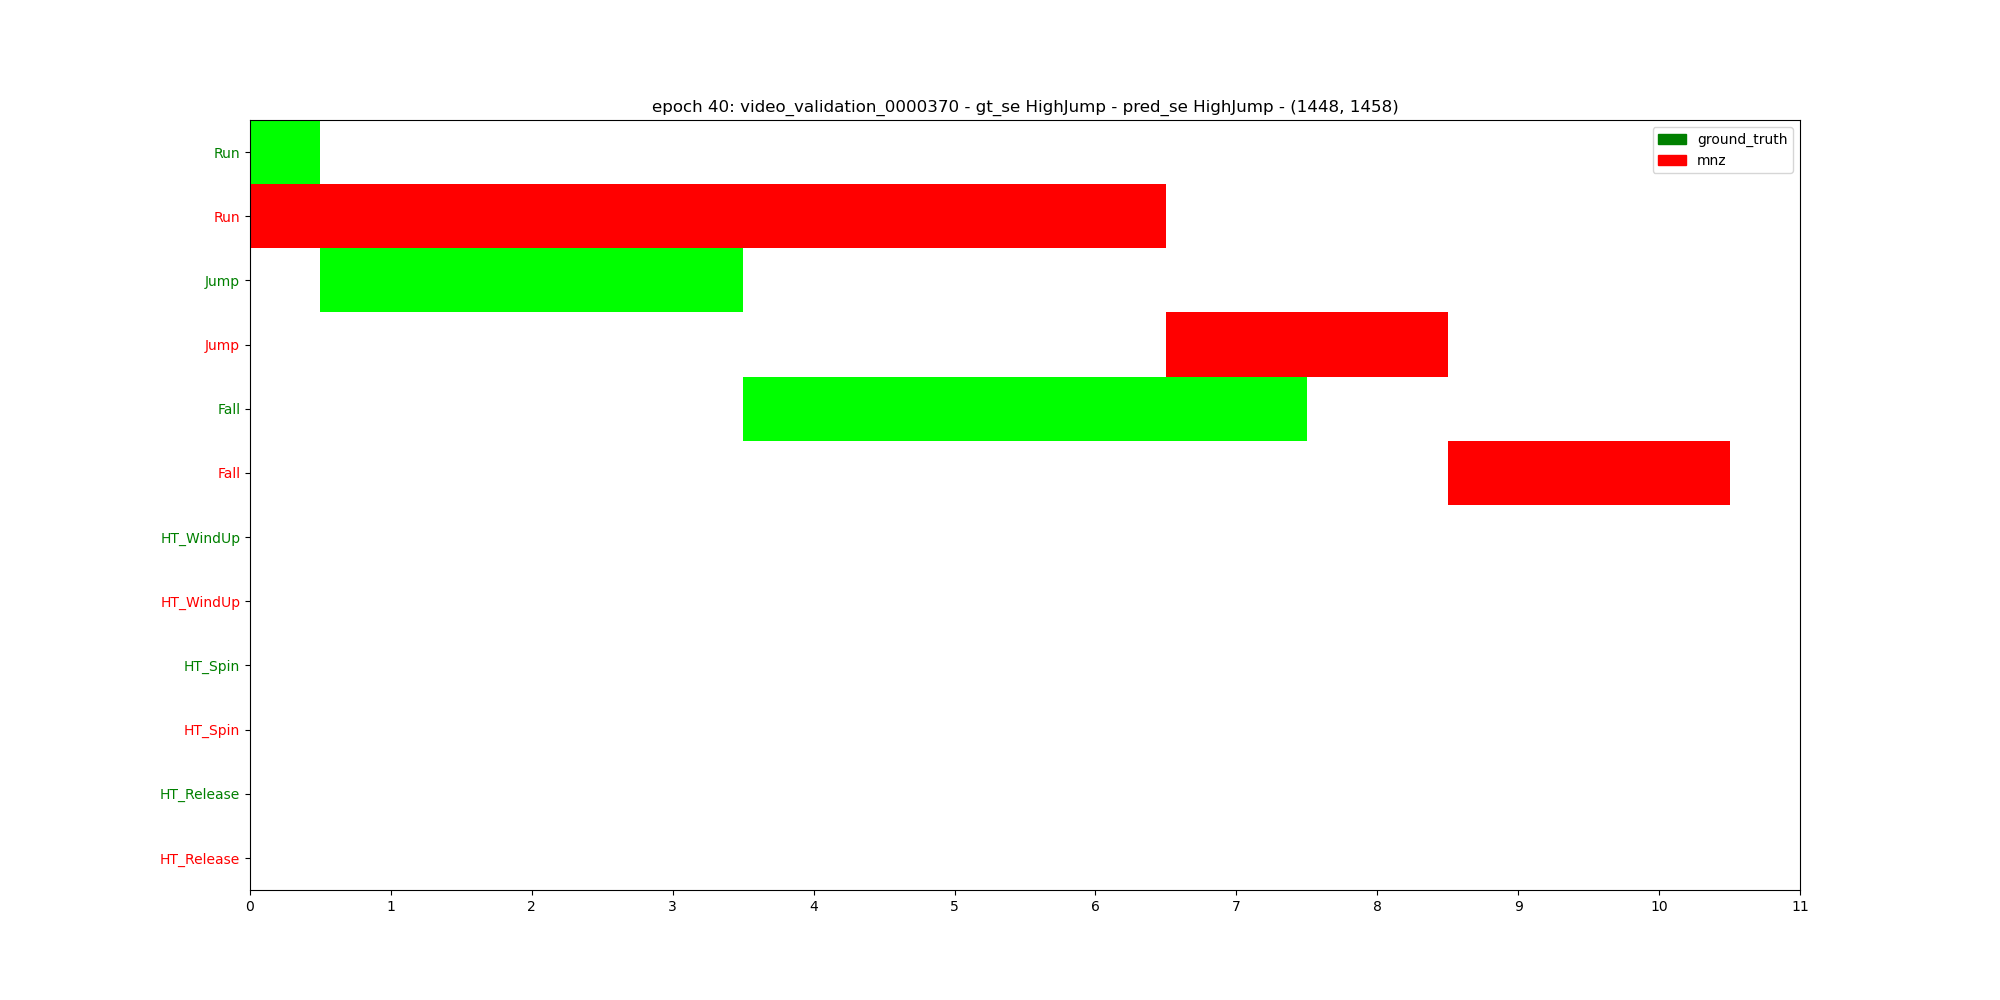 epoch 40: video_validation_0000370 - gt_se HighJump - pred_se HighJump - (1448, 1458)
ground_truth
mnz
Run
Run
Jump
Jump
Fall
Fall
HT_WindUp
HT_WindUp
HT_Spin
HT_Spin
HT_Release
HT_Release
0 1 2 3 4 5 6 7 8 9 10 11